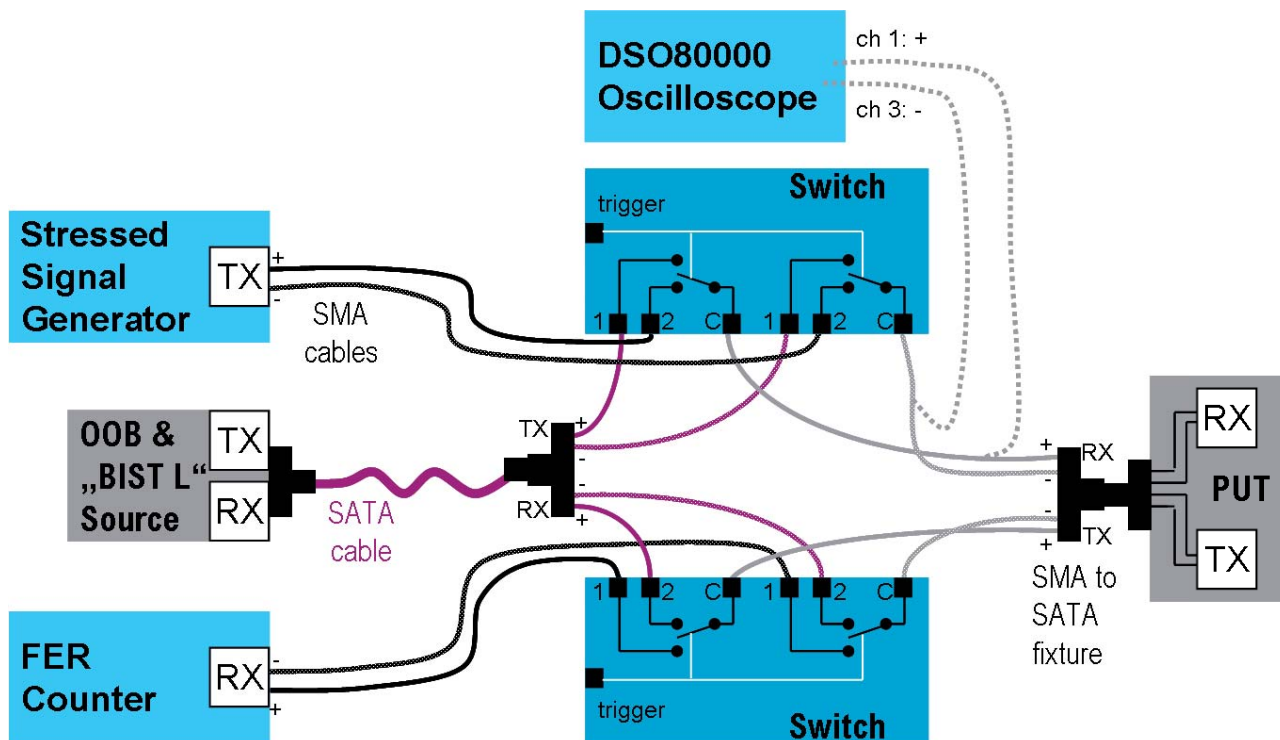 DSO80000
Oscilloscope
ch 1: +
ch 3: -
Switch
trigger
1 2 C 1 2 C
Stressed
Signal
Generator
TX
+
-
SMA
cables
OOB &
„BIST L“
Source
TX
RX
SATA
cable
TX
+
-
-
RX
+
+
RX
-
-
+
TX
SMA to
SATA
fixture
RX
PUT
TX
FER
Counter
RX
-
+
1 2 C 1 2 C
trigger
Switch